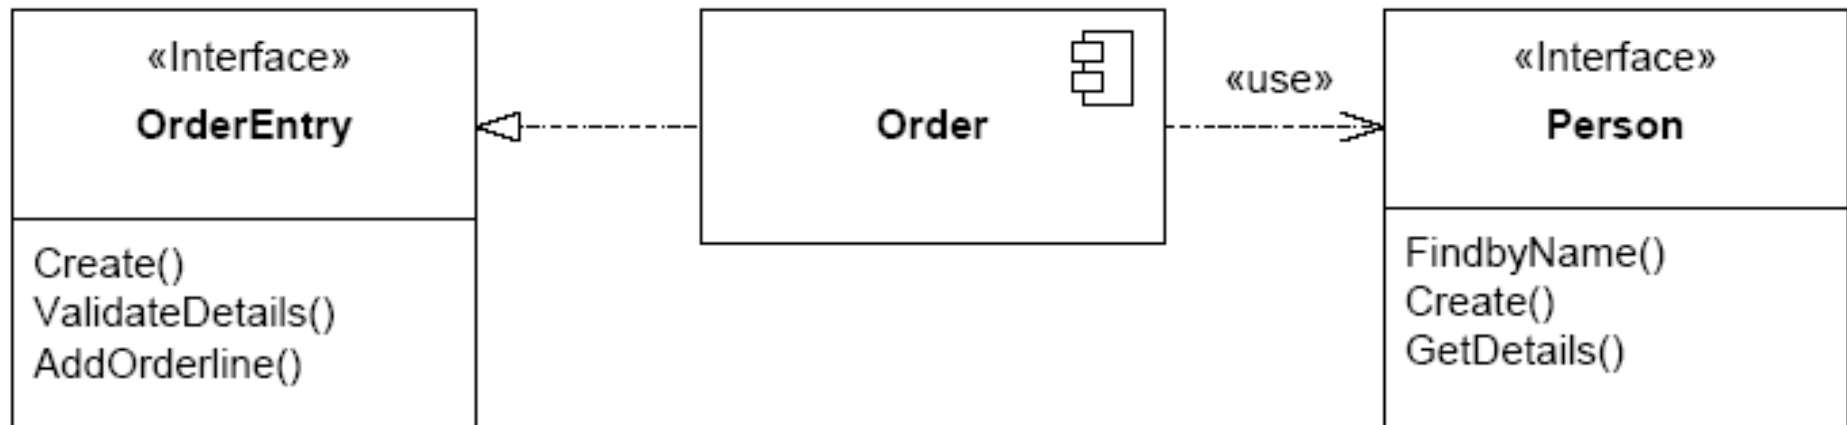 «Interface»
OrderEntry
Create()
ValidateDetails()
AddOrderline()
Order
«use»
«Interface»
Person
FindbyName()
Create()
GetDetails()